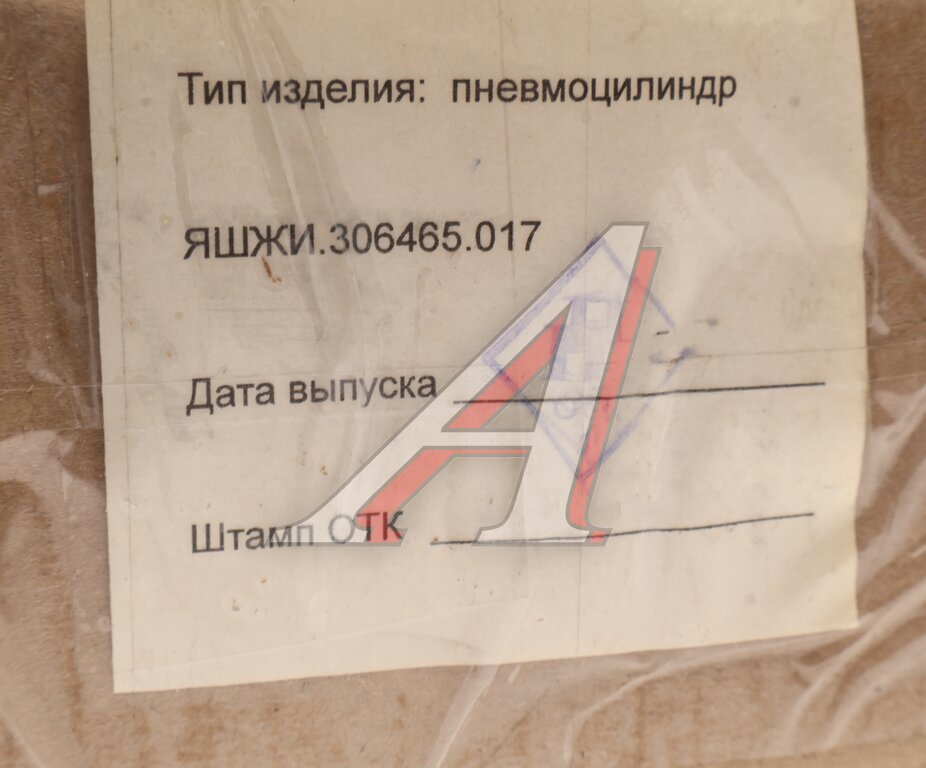 Тип изделия: пневмоцилиндр
ЯШЖИ.306465.017
Дата выпуска
Штамп ОТК